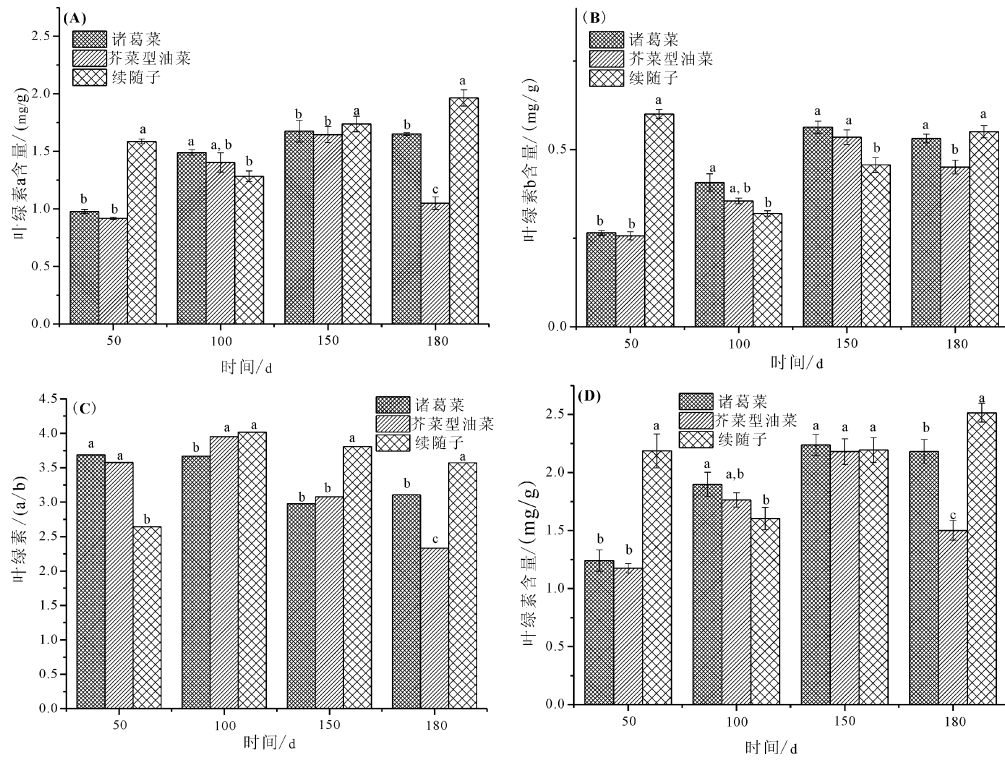 (A)
诸葛菜
芥菜型油菜
续随子
叶绿素a含量/(mg/g)
2.5
2.0
1.5
1.0
0.5
0.0
b b a
a a,b b
b b a
b c a
50 100 150 180
时间/d
(B)
诸葛菜
芥菜型油菜
续随子
叶绿素b含量/(mg/g)
0.5
0.0
b b a
a a, b b
a a b
a b a
50 100 150 180
时间/d
(C)
诸葛菜
芥菜型油菜
续随子
叶绿素/(a/b)
4.5
4.0
3.5
3.0
2.5
2.0
1.5
1.0
0.5
0.0
a a b
b a a
b b a
b c a
50 100 150 180
时间/d
(D)
诸葛菜
芥菜型油菜
续随子
叶绿素含量/(mg/g)
2.5
2.0
1.5
1.0
0.5
0.0
b b a
a a,b b
a a a
b c a
50 100 150 180
时间/d